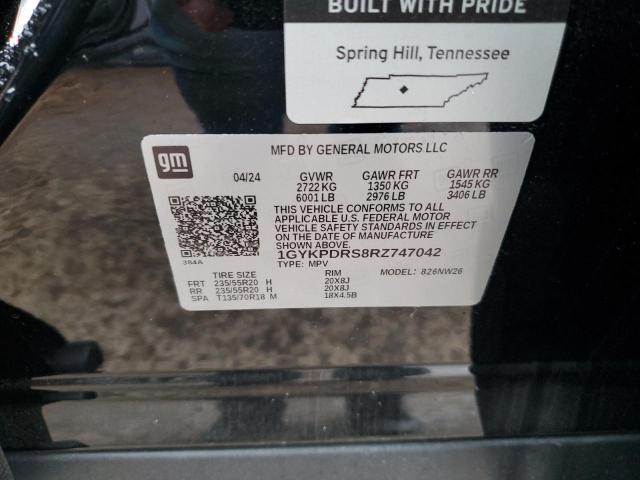 BUILT WITH PRIDE
Spring Hill, Tennessee
gm
MFD BY GENERAL MOTORS LLC
04/24 GVWR GAWR FRT GAWR RR
2722 KG 1350 KG 1545 KG
6001 LB 2976 LB 3406 LB
THIS VEHICLE CONFORMS TO ALL
APPLICABLE U.S. FEDERAL MOTOR
VEHICLE SAFETY STANDARDS IN EFFECT
ON THE DATE OF MANUFACTURE SHOWN
ABOVE.
384A
1GYKPDRS8RZ747042
TYPE: MPV MODEL: 826NW26
TIRE SIZE RIM
FRT 235/55R20 H 20X8J
RR 235/55R20 H 20X8J
SPA T135/70R18 M 18X4.5B